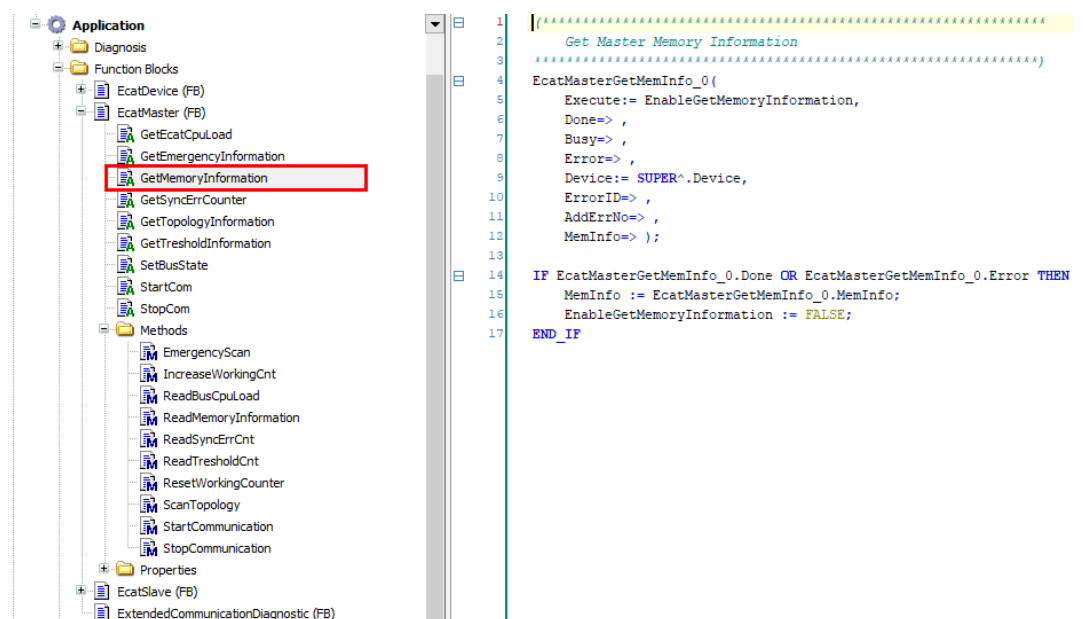 Application
Diagnosis
Function Blocks
EcatDevice (FB)
EcatMaster (FB)
GetEcatCpuLoad
GetEmergencyInformation
GetMemoryInformation
GetSyncErrCounter
GetTopologyInformation
GetTresholdInformation
SetBusState
StartCom
StopCom
Methods
EmergencyScan
IncreaseWorkingCnt
ReadBusCpuLoad
ReadMemoryInformation
ReadSyncErrCnt
ReadTresholdCnt
ResetWorkingCounter
ScanTopology
StartCommunication
StopCommunication
Properties
EcatSlave (FB)
ExtendedCommunicationDiagnostic (FB)
1 (***************************************************************
2 Get Master Memory Information
3 ***************************************************************)
4 EcatMasterGetMemInfo_0(
5 Execute:= EnableGetMemoryInformation,
6 Done=> ,
7 Busy=> ,
8 Error=> ,
9 Device:= SUPER^.Device,
10 ErrorID=> ,
11 AddErrNo=> ,
12 MemInfo=> );
13
14 IF EcatMasterGetMemInfo_0.Done OR EcatMasterGetMemInfo_0.Error THEN
15 MemInfo := EcatMasterGetMemInfo_0.MemInfo;
16 EnableGetMemoryInformation := FALSE;
17 END_IF